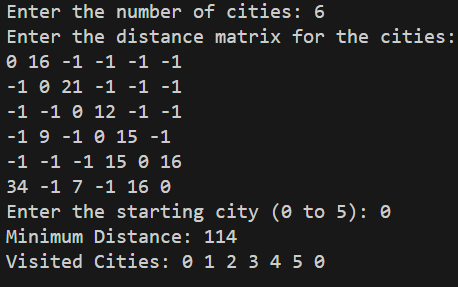 Enter the number of cities: 6
Enter the distance matrix for the cities:
0 16 -1 -1 -1 -1
-1 0 21 -1 -1 -1
-1 -1 0 12 -1 -1
-1 9 -1 0 15 -1
-1 -1 -1 15 0 16
34 -1 7 -1 16 0
Enter the starting city (0 to 5): 0
Minimum Distance: 114
Visited Cities: 0 1 2 3 4 5 0